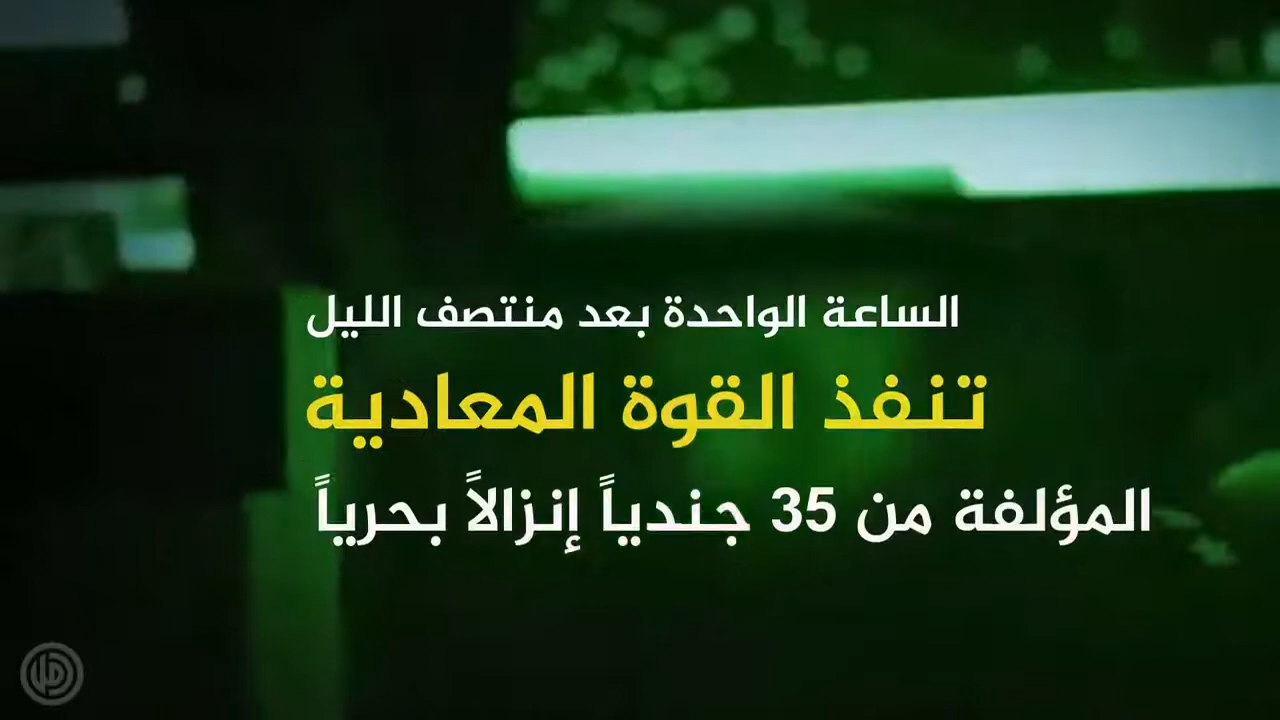 الساعة الواحدة بعد منتصف الليل
تنفذ القوة المعادية
المؤلفة من 35 جندياً إنزالاً بحرياً